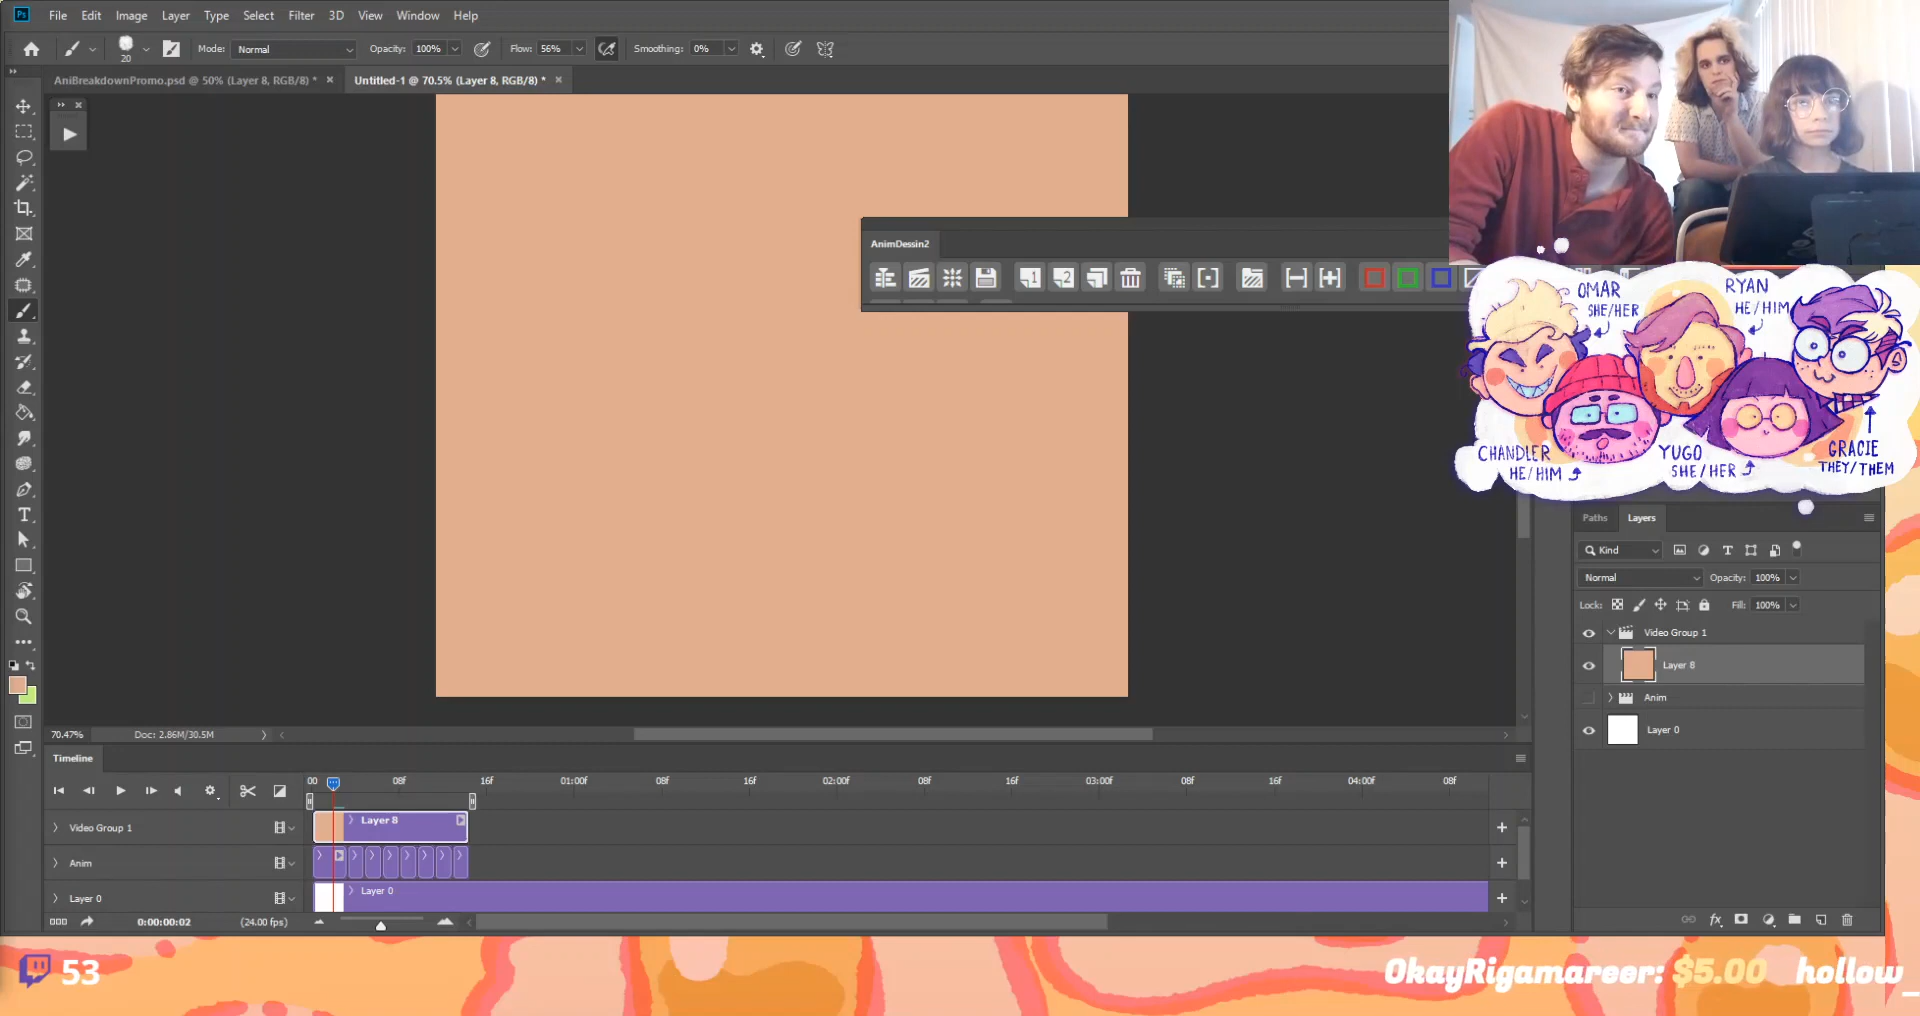 Ps File Edit Image Layer Type Select Filter 3D View Window Help
20 Mode: Normal Opacity: 100% Flow: 56% Smoothing: 0%
AniBreakdownPromo.psd @ 50% (Layer 8, RGB/8) * × Untitled-1 @ 70.5% (Layer 8, RGB/8) * ×
AnimDessin2
1 2
OMAR
SHE/HER
RYAN
HE/HIM
CHANDLER
HE/HIM
YUGO
SHE/HER
GRACIE
THEY/THEM
Paths Layers
Kind
Normal Opacity: 100%
Lock: Fill: 100%
Video Group 1
Layer 8
Anim
Layer 0
70.47% Doc: 2.86M/30.5M
Timeline
00 08f 16f 01:00f 08f 16f 02:00f 08f 16f 03:00f 08f 16f 04:00f 08f
Video Group 1 Layer 8
Anim
Layer 0 Layer 0
0:00:00:02 (24.00 fps)
53
OkayRigamareer: $5.00 hollow_